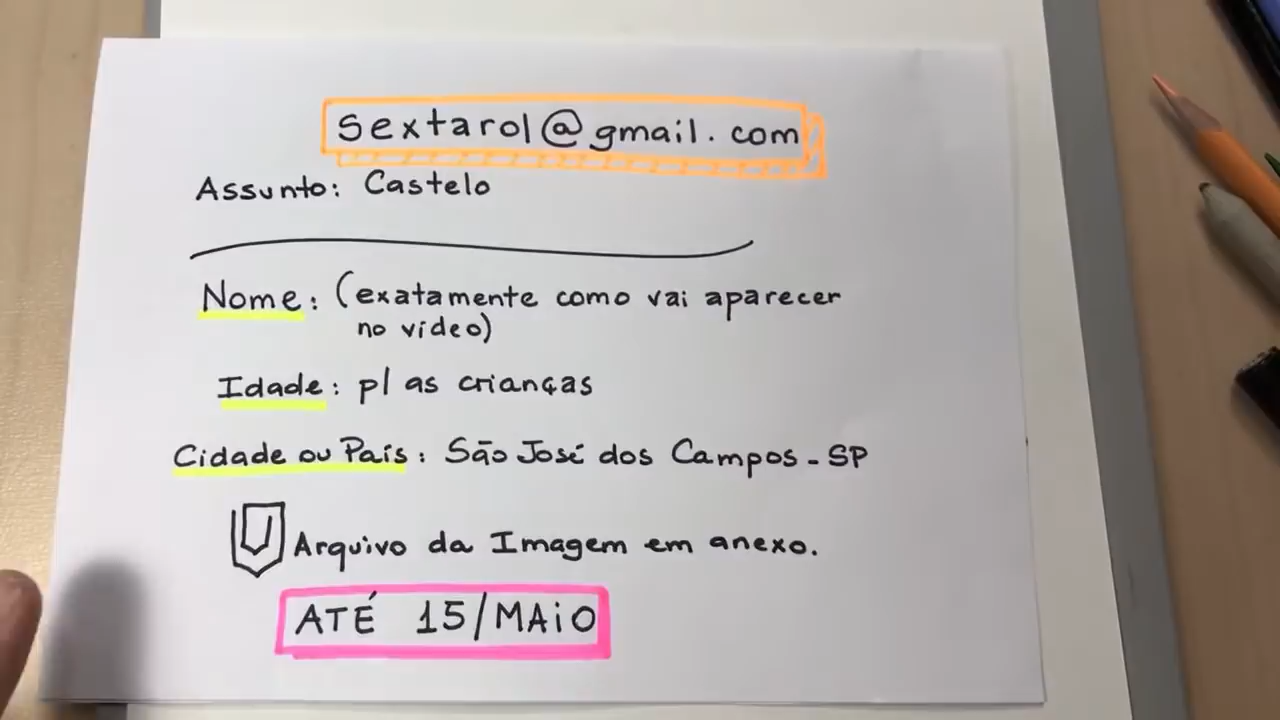 sextarol@gmail.com
Assunto: Castelo
Nome: (exatamente como vai aparecer
no vídeo)
Idade: p/ as crianças
Cidade ou País: São José dos Campos - SP
Arquivo da Imagem em anexo.
ATÉ 15/MAiO